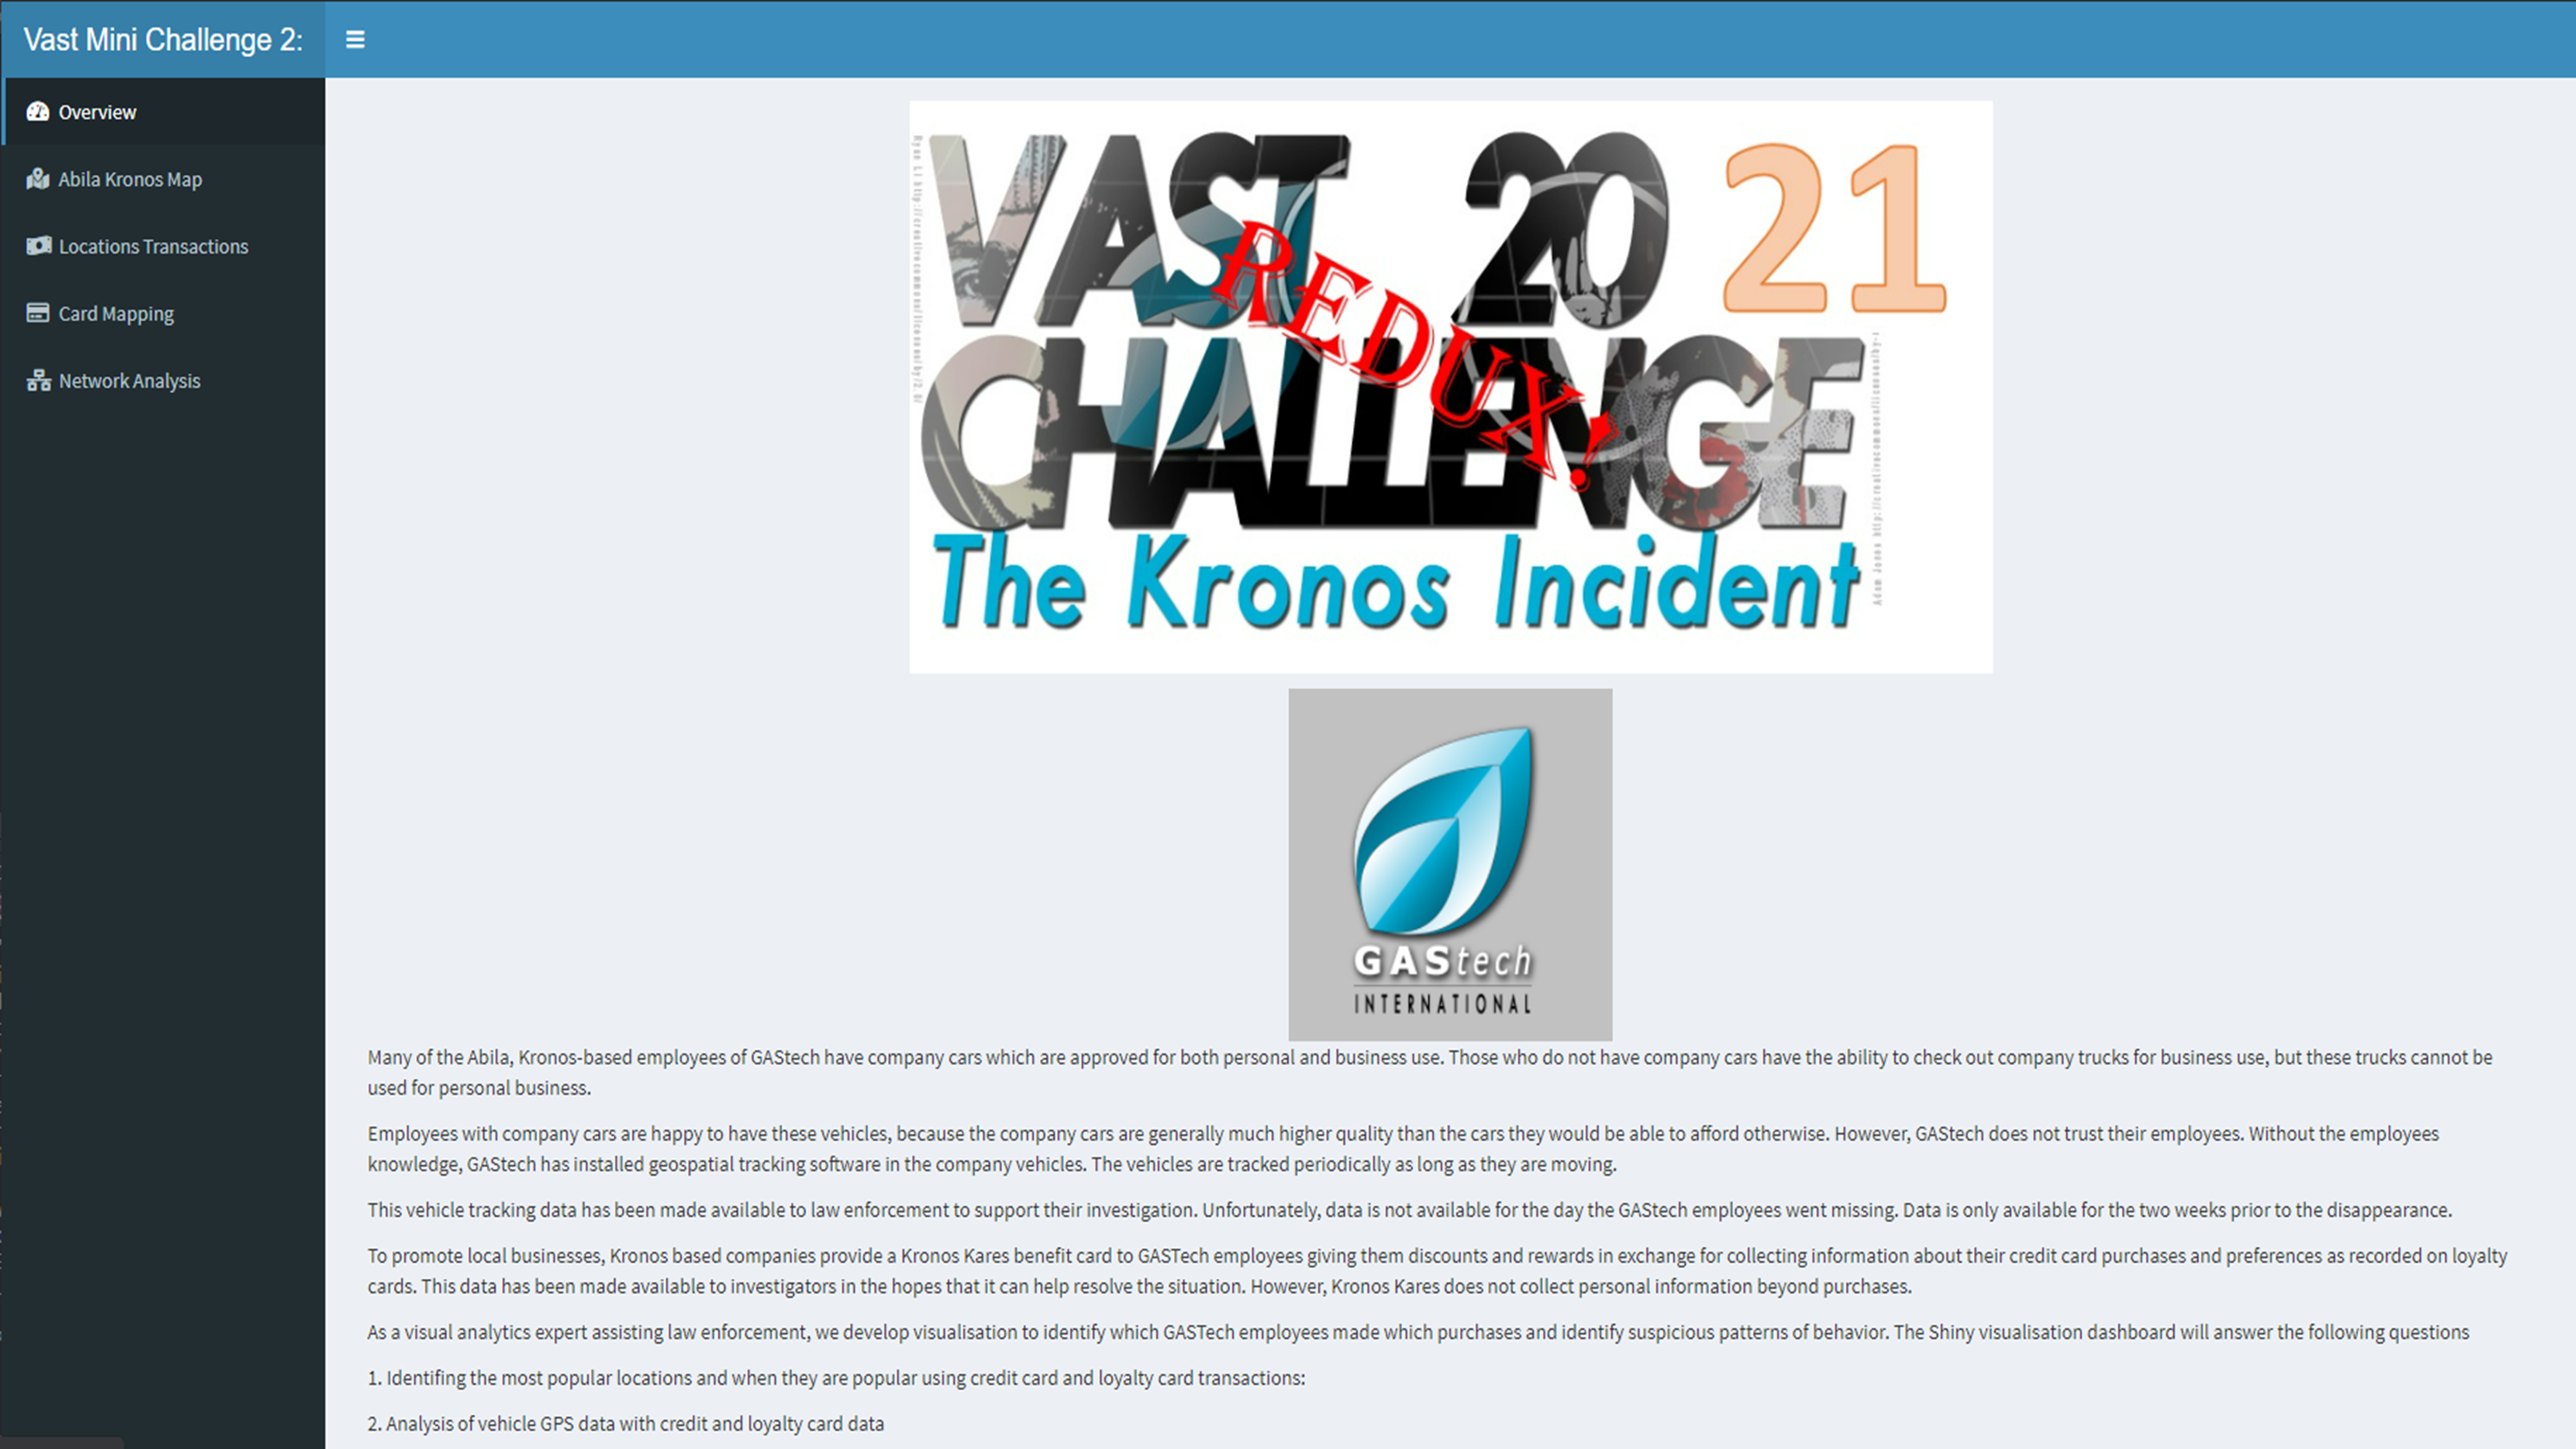 Vast Mini Challenge 2:
Overview
Abila Kronos Map
Locations Transactions
Card Mapping
Network Analysis
VAST 20 21
REDUX!
CHALLENGE
The Kronos Incident
GAStech
INTERNATIONAL
Many of the Abila, Kronos-based employees of GAStech have company cars which are approved for both personal and business use. Those who do not have company cars have the ability to check out company trucks for business use, but these trucks cannot be
used for personal business.
Employees with company cars are happy to have these vehicles, because the company cars are generally much higher quality than the cars they would be able to afford otherwise. However, GAStech does not trust their employees. Without the employees
knowledge, GAStech has installed geospatial tracking software in the company vehicles. The vehicles are tracked periodically as long as they are moving.
This vehicle tracking data has been made available to law enforcement to support their investigation. Unfortunately, data is not available for the day the GAStech employees went missing. Data is only available for the two weeks prior to the disappearance.
To promote local businesses, Kronos based companies provide a Kronos Kares benefit card to GASTech employees giving them discounts and rewards in exchange for collecting information about their credit card purchases and preferences as recorded on loyalty
cards. This data has been made available to investigators in the hopes that it can help resolve the situation. However, Kronos Kares does not collect personal information beyond purchases.
As a visual analytics expert assisting law enforcement, we develop visualisation to identify which GASTech employees made which purchases and identify suspicious patterns of behavior. The Shiny visualisation dashboard will answer the following questions
1. Identifing the most popular locations and when they are popular using credit card and loyalty card transactions:
2. Analysis of vehicle GPS data with credit and loyalty card data